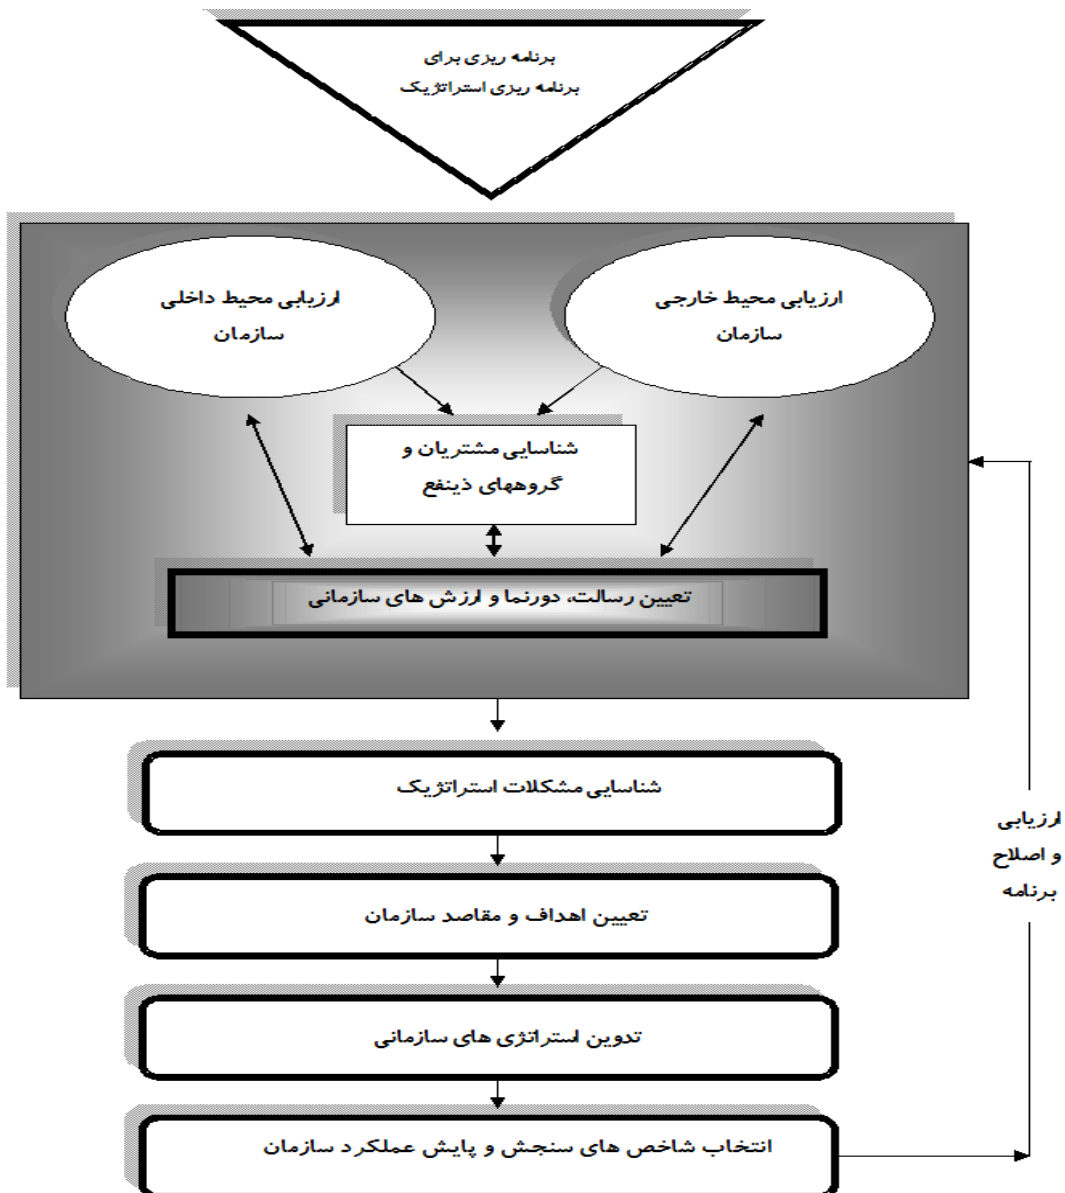 برنامه ریزی برای
برنامه ریزی استراتژیک
ارزیابی محیط خارجی
سازمان
ارزیابی محیط داخلی
سازمان
شناسایی مشتریان و
گروههای ذینفع
تعیین رسالت، دورنما و ارزش های سازمانی
شناسایی مشکلات استراتژیک
تعیین اهداف و مقاصد سازمان
تدوین استراتژی های سازمانی
انتخاب شاخص های سنجش و پایش عملکرد سازمان
ارزیابی
و اصلاح
برنامه